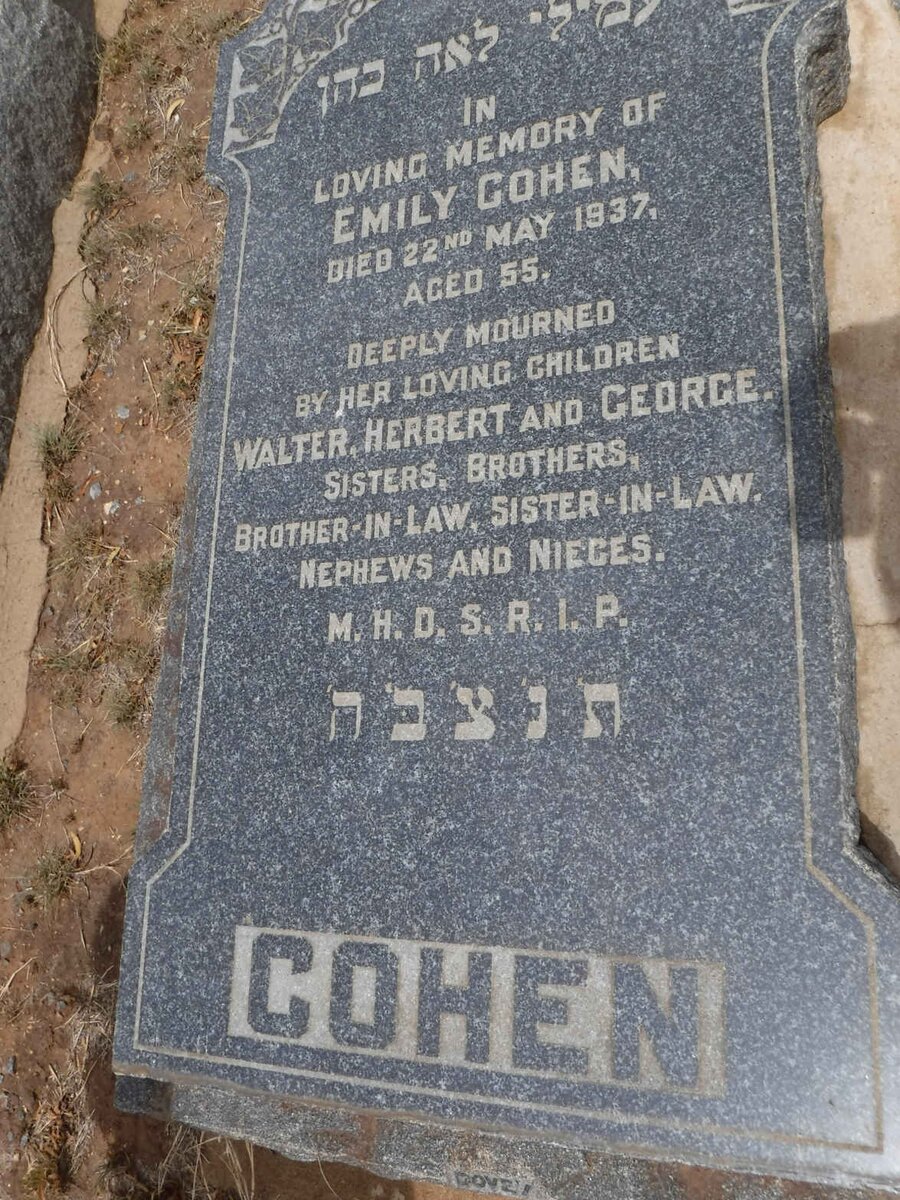 עמילי לאה כהן
IN
LOVING MEMORY OF
EMILY COHEN,
DIED 22ND MAY 1937,
AGED 55.
DEEPLY MOURNED
BY HER LOVING CHILDREN
WALTER, HERBERT AND GEORGE.
SISTERS, BROTHERS,
BROTHER-IN-LAW, SISTER-IN-LAW.
NEPHEWS AND NIECES.
M. H. D. S. R. I. P.
ת'נ'צ'ב'ה'
COHEN